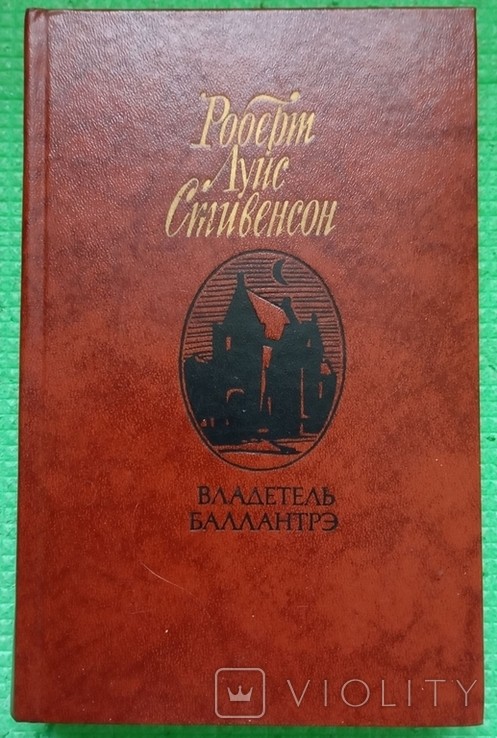 Роберт
Луис
Стивенсон
ВЛАДЕТЕЛЬ
БАЛЛАНТРЭ
VIOLITY